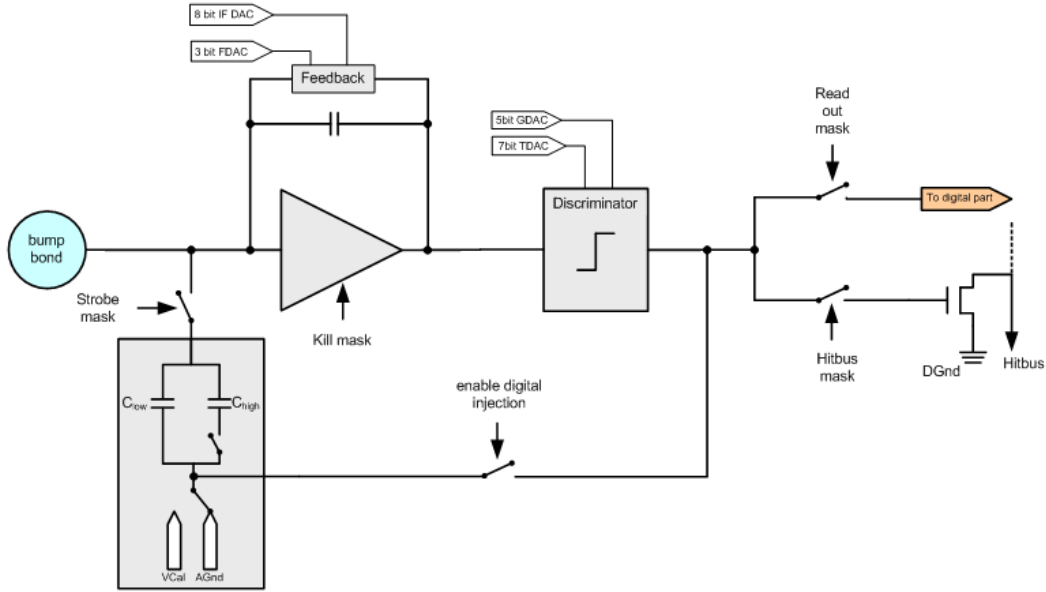 8 bit IF DAC
3 bit FDAC
Feedback
5bit GDAC
7bit TDAC
Read
out
mask
Discriminator
To digital part
bump
bond
Strobe
mask
Kill mask
Hitbus
mask
DGnd
Hitbus
enable digital
injection
Clow
Chigh
VCal
AGnd